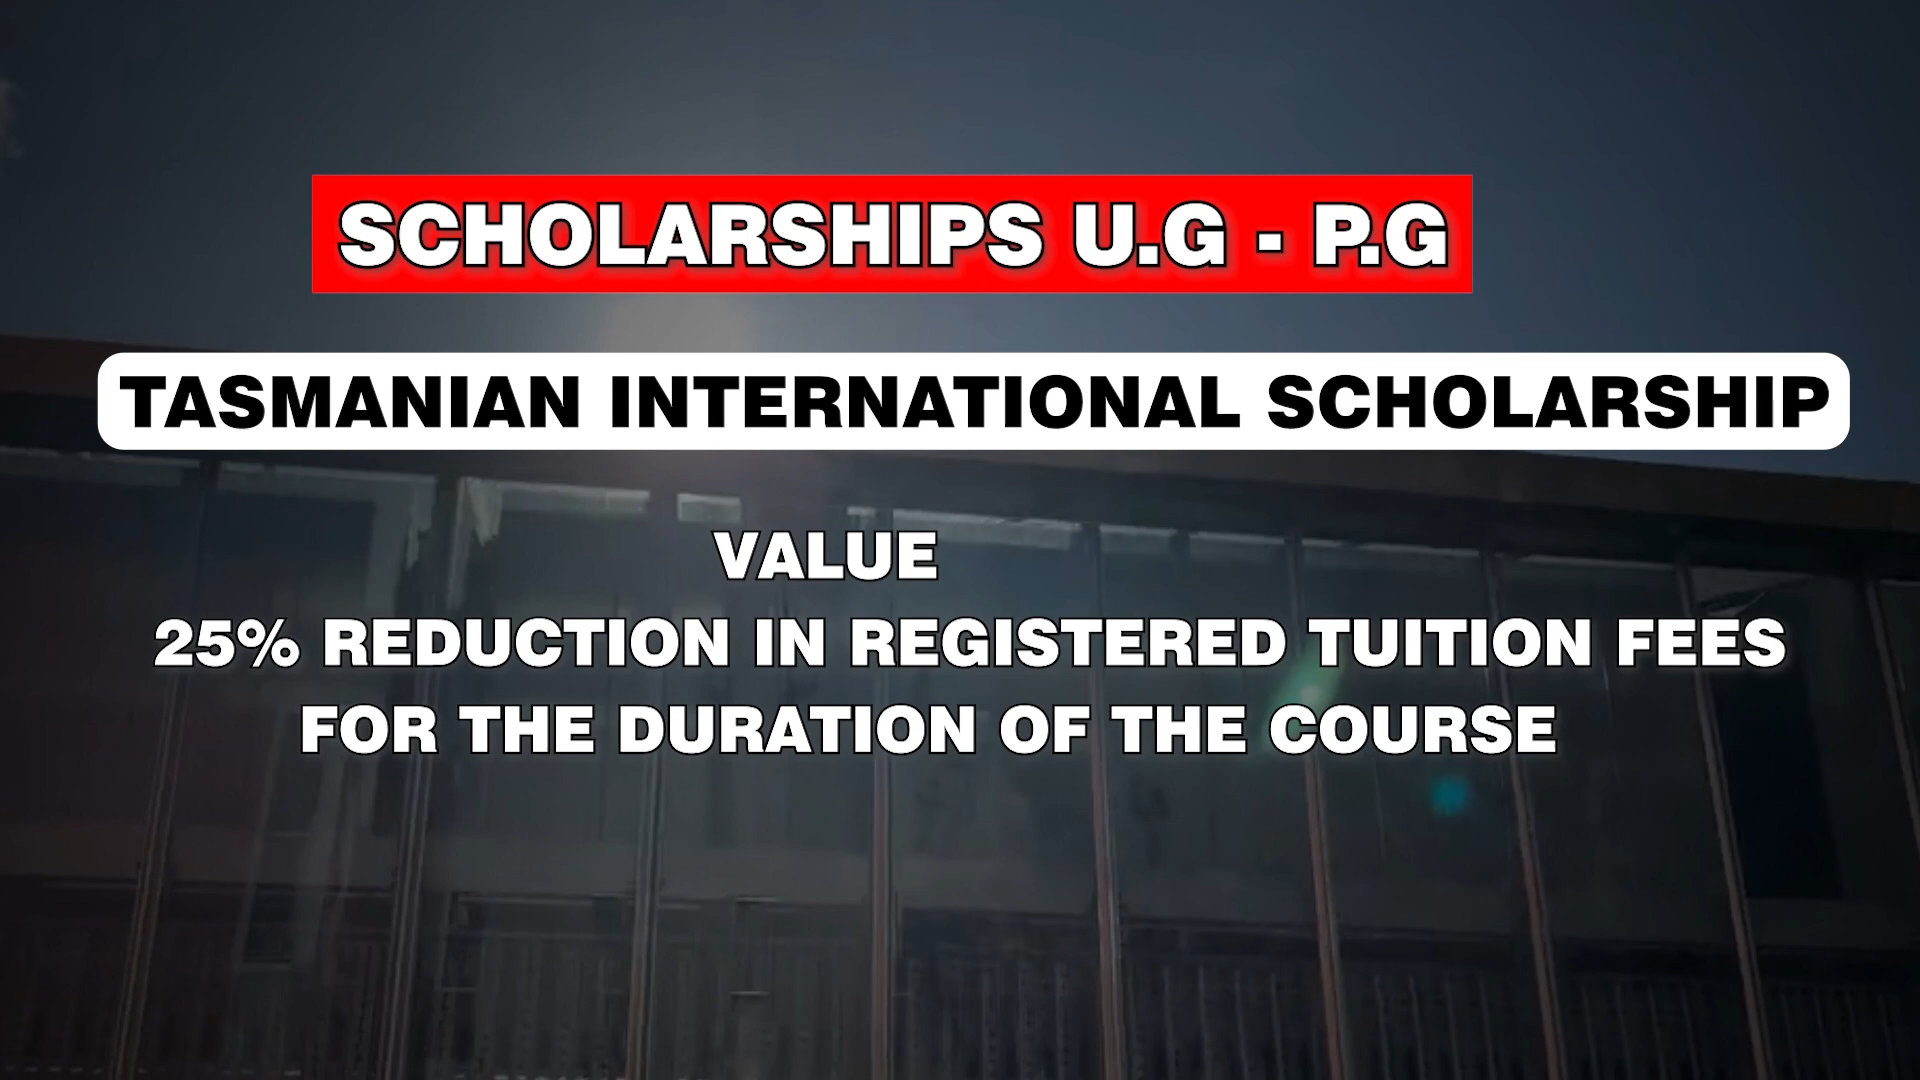 SCHOLARSHIPS U.G - P.G
TASMANIAN INTERNATIONAL SCHOLARSHIP
VALUE
25% REDUCTION IN REGISTERED TUITION FEES
FOR THE DURATION OF THE COURSE